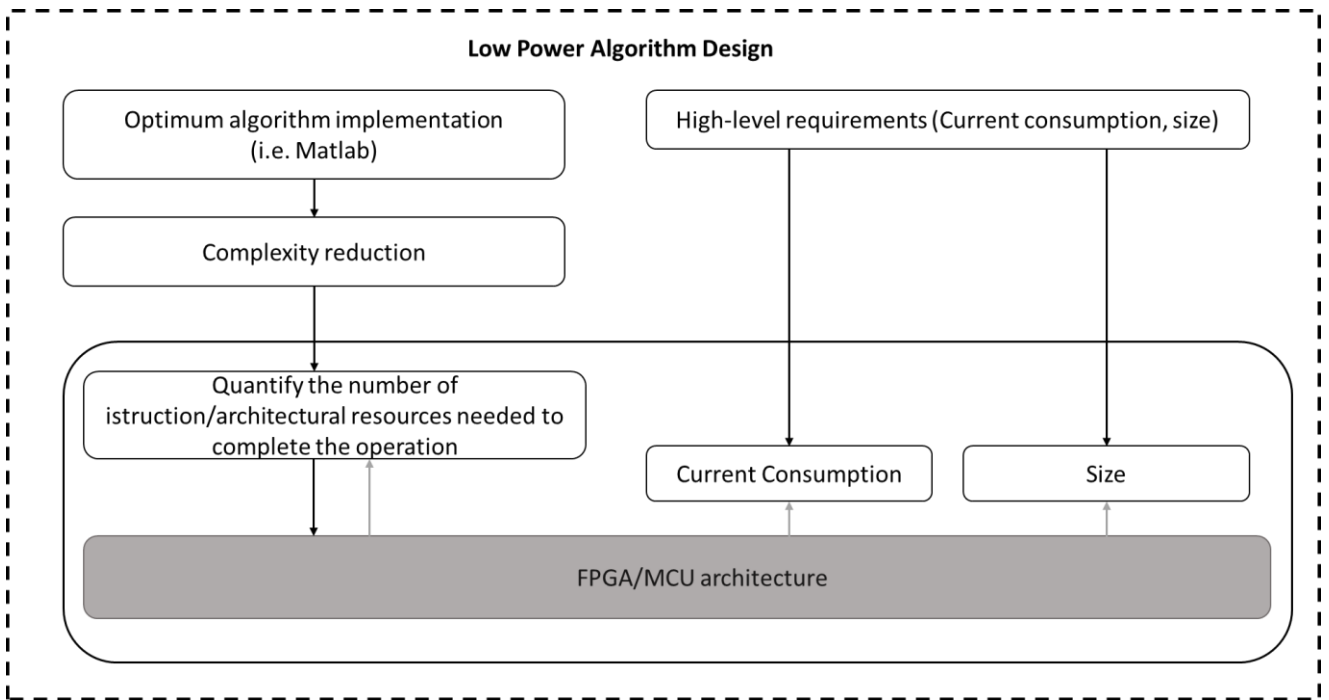 Low Power Algorithm Design
Optimum algorithm implementation
(i.e. Matlab)
High-level requirements (Current consumption, size)
Complexity reduction
Quantify the number of
istruction/architectural resources needed to
complete the operation
Current Consumption
Size
FPGA/MCU architecture